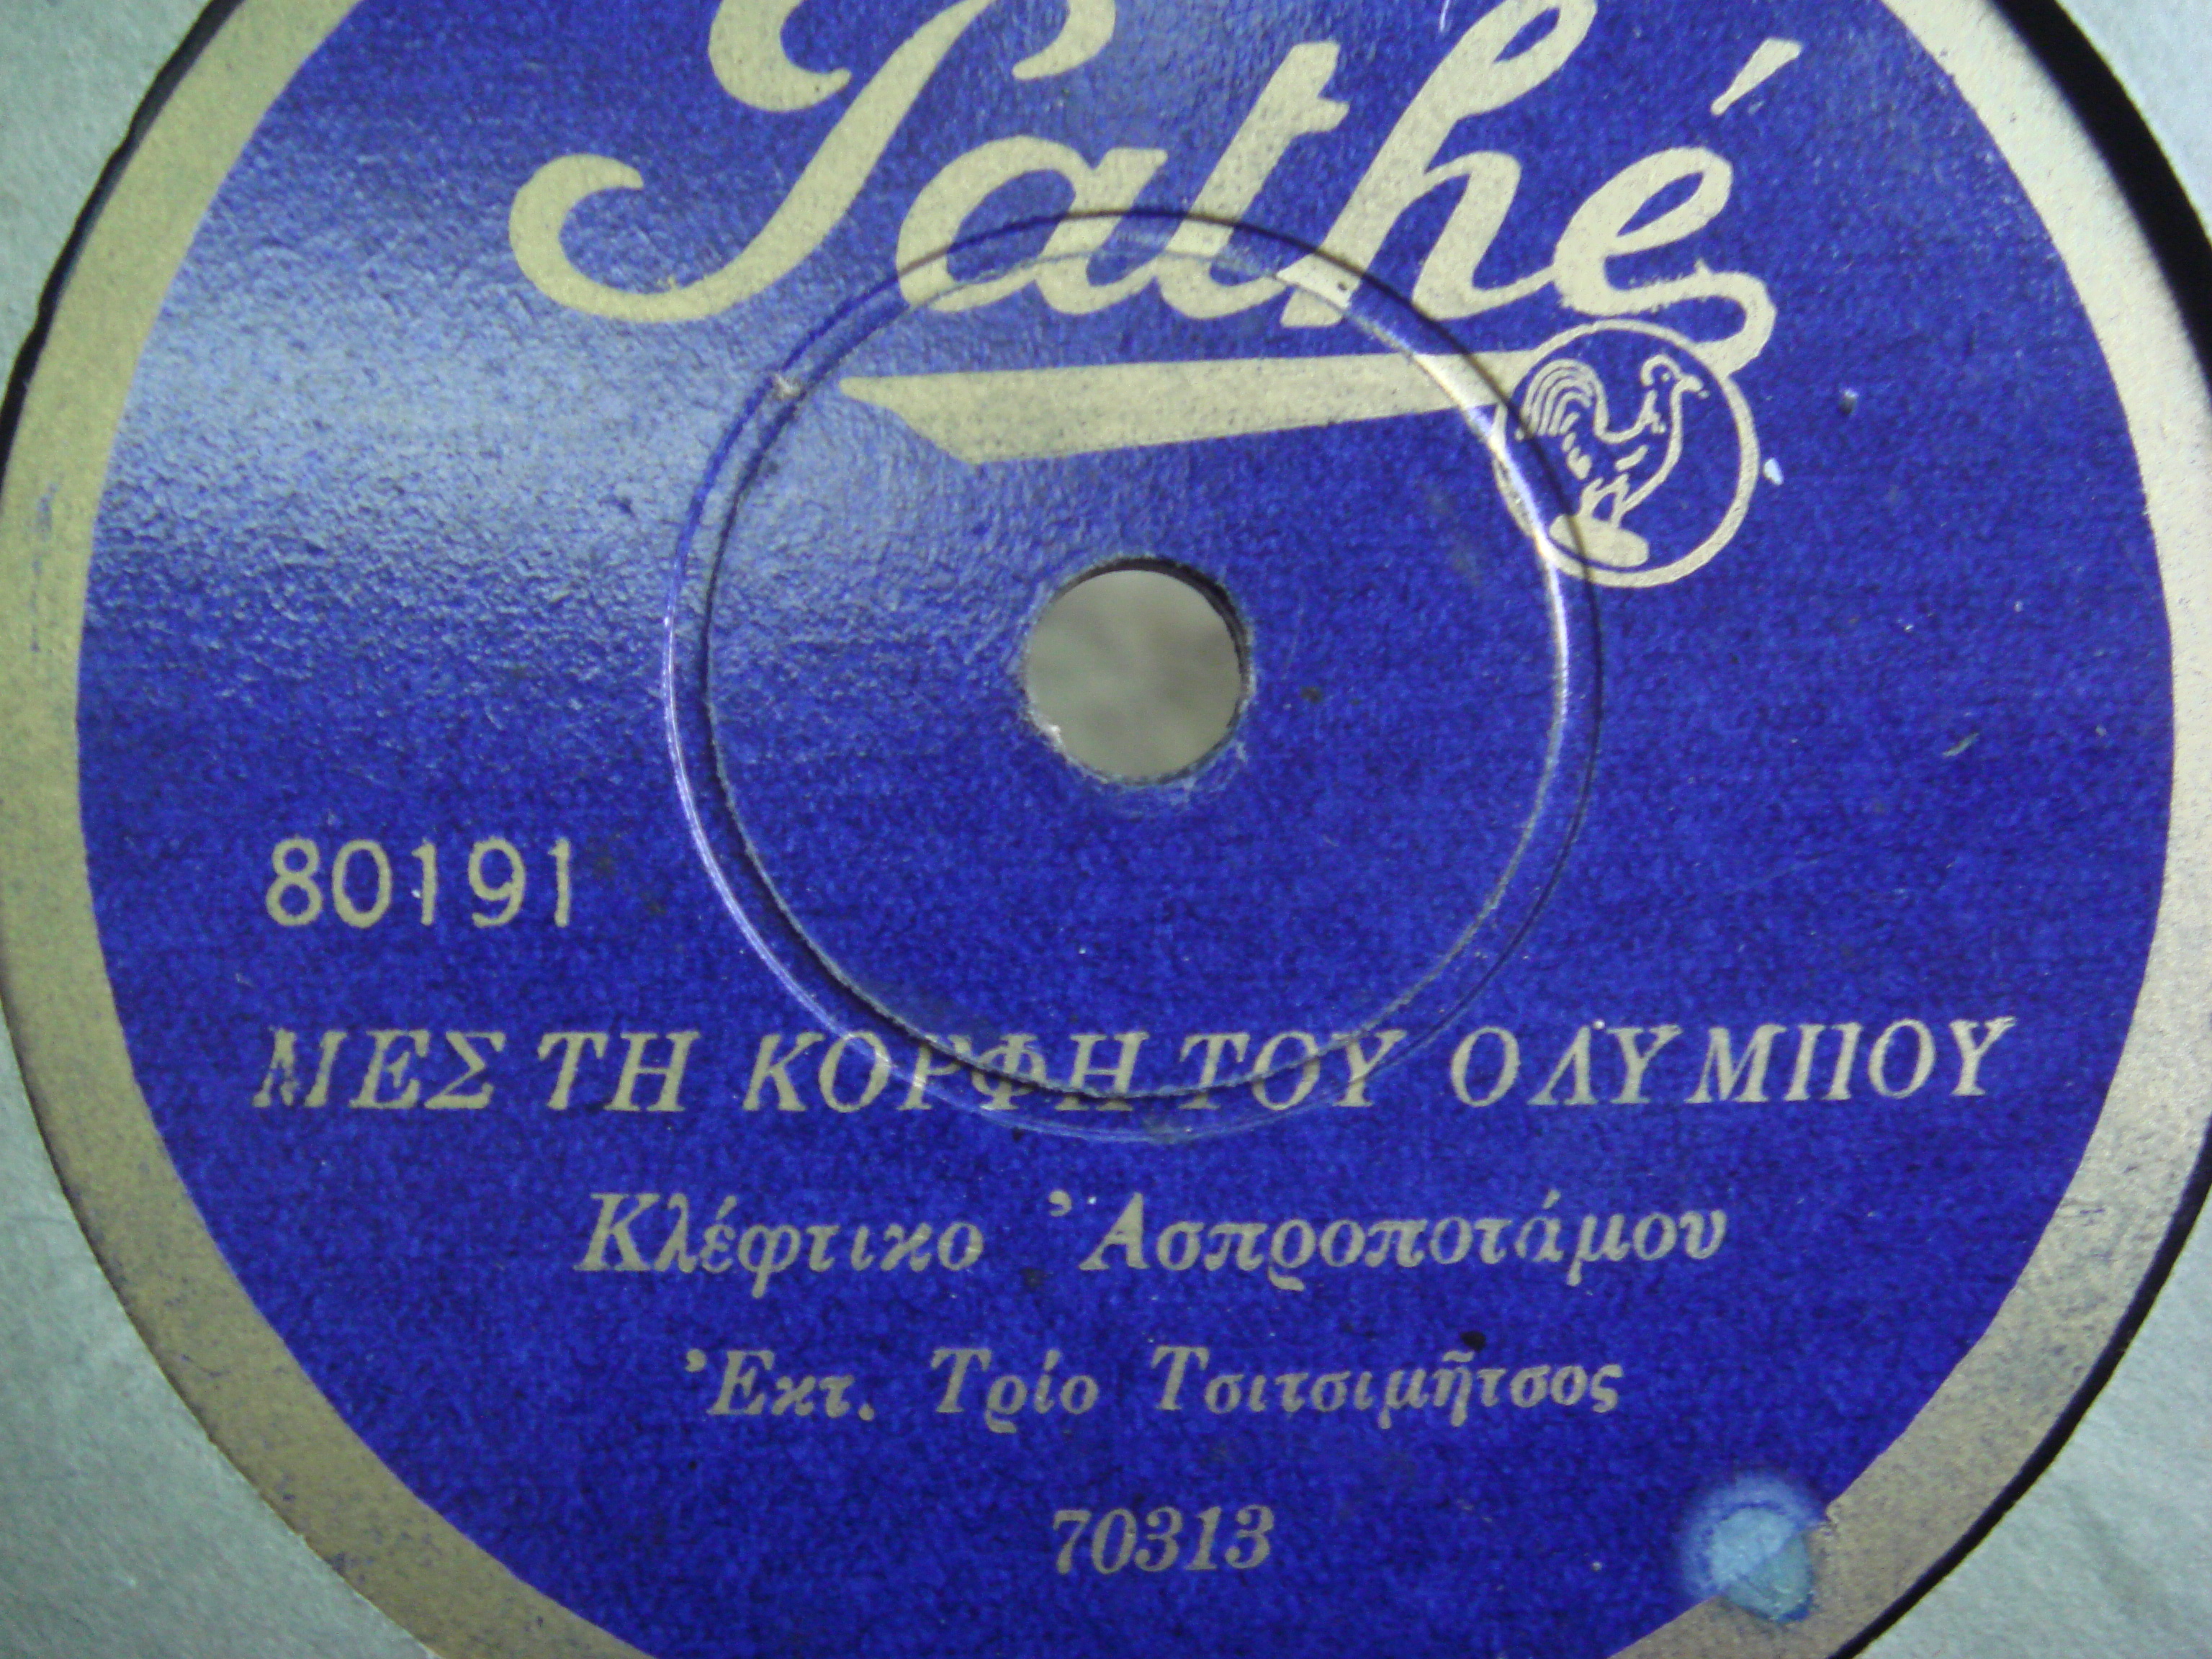 Pathé
80191
ΜΕΣ ΤΗ ΚΟΡΦΗ ΤΟΥ ΟΛΥΜΠΟΥ
Κλέφτικο Ἀσπροποτάμου
Ἐκτ. Τρίο Τσιτσιμῆτσος
70313